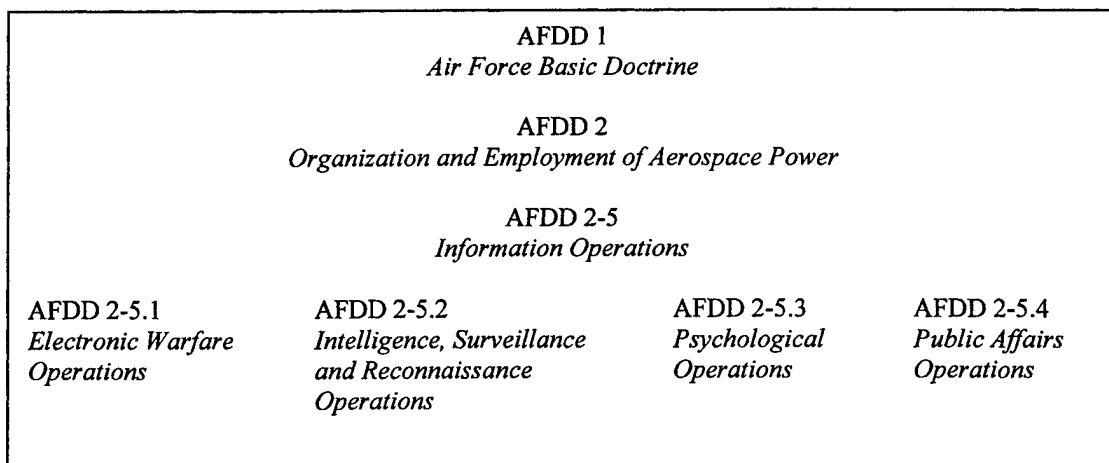 AFDD 1
Air Force Basic Doctrine
AFDD 2
Organization and Employment of Aerospace Power
AFDD 2-5
Information Operations
AFDD 2-5.1
Electronic Warfare
Operations
AFDD 2-5.2
Intelligence, Surveillance
and Reconnaissance
Operations
AFDD 2-5.3
Psychological
Operations
AFDD 2-5.4
Public Affairs
Operations